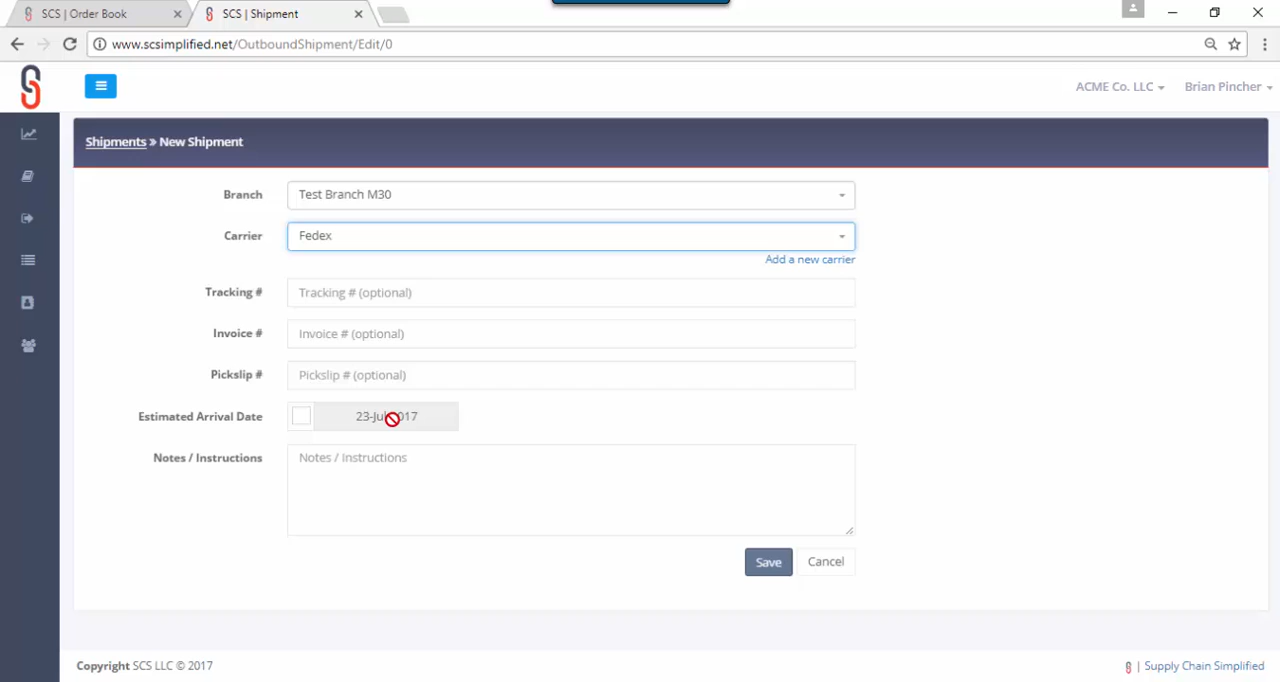 SCS | Order Book
SCS | Shipment
www.scsimplified.net/OutboundShipment/Edit/0
ACME Co. LLC
Brian Pincher
Shipments » New Shipment
Branch
Test Branch M30
Carrier
Fedex
Add a new carrier
Tracking #
Tracking # (optional)
Invoice #
Invoice # (optional)
Pickslip #
Pickslip # (optional)
Estimated Arrival Date
23-Jul-2017
Notes / Instructions
Notes / Instructions
Save
Cancel
Copyright SCS LLC © 2017
| Supply Chain Simplified